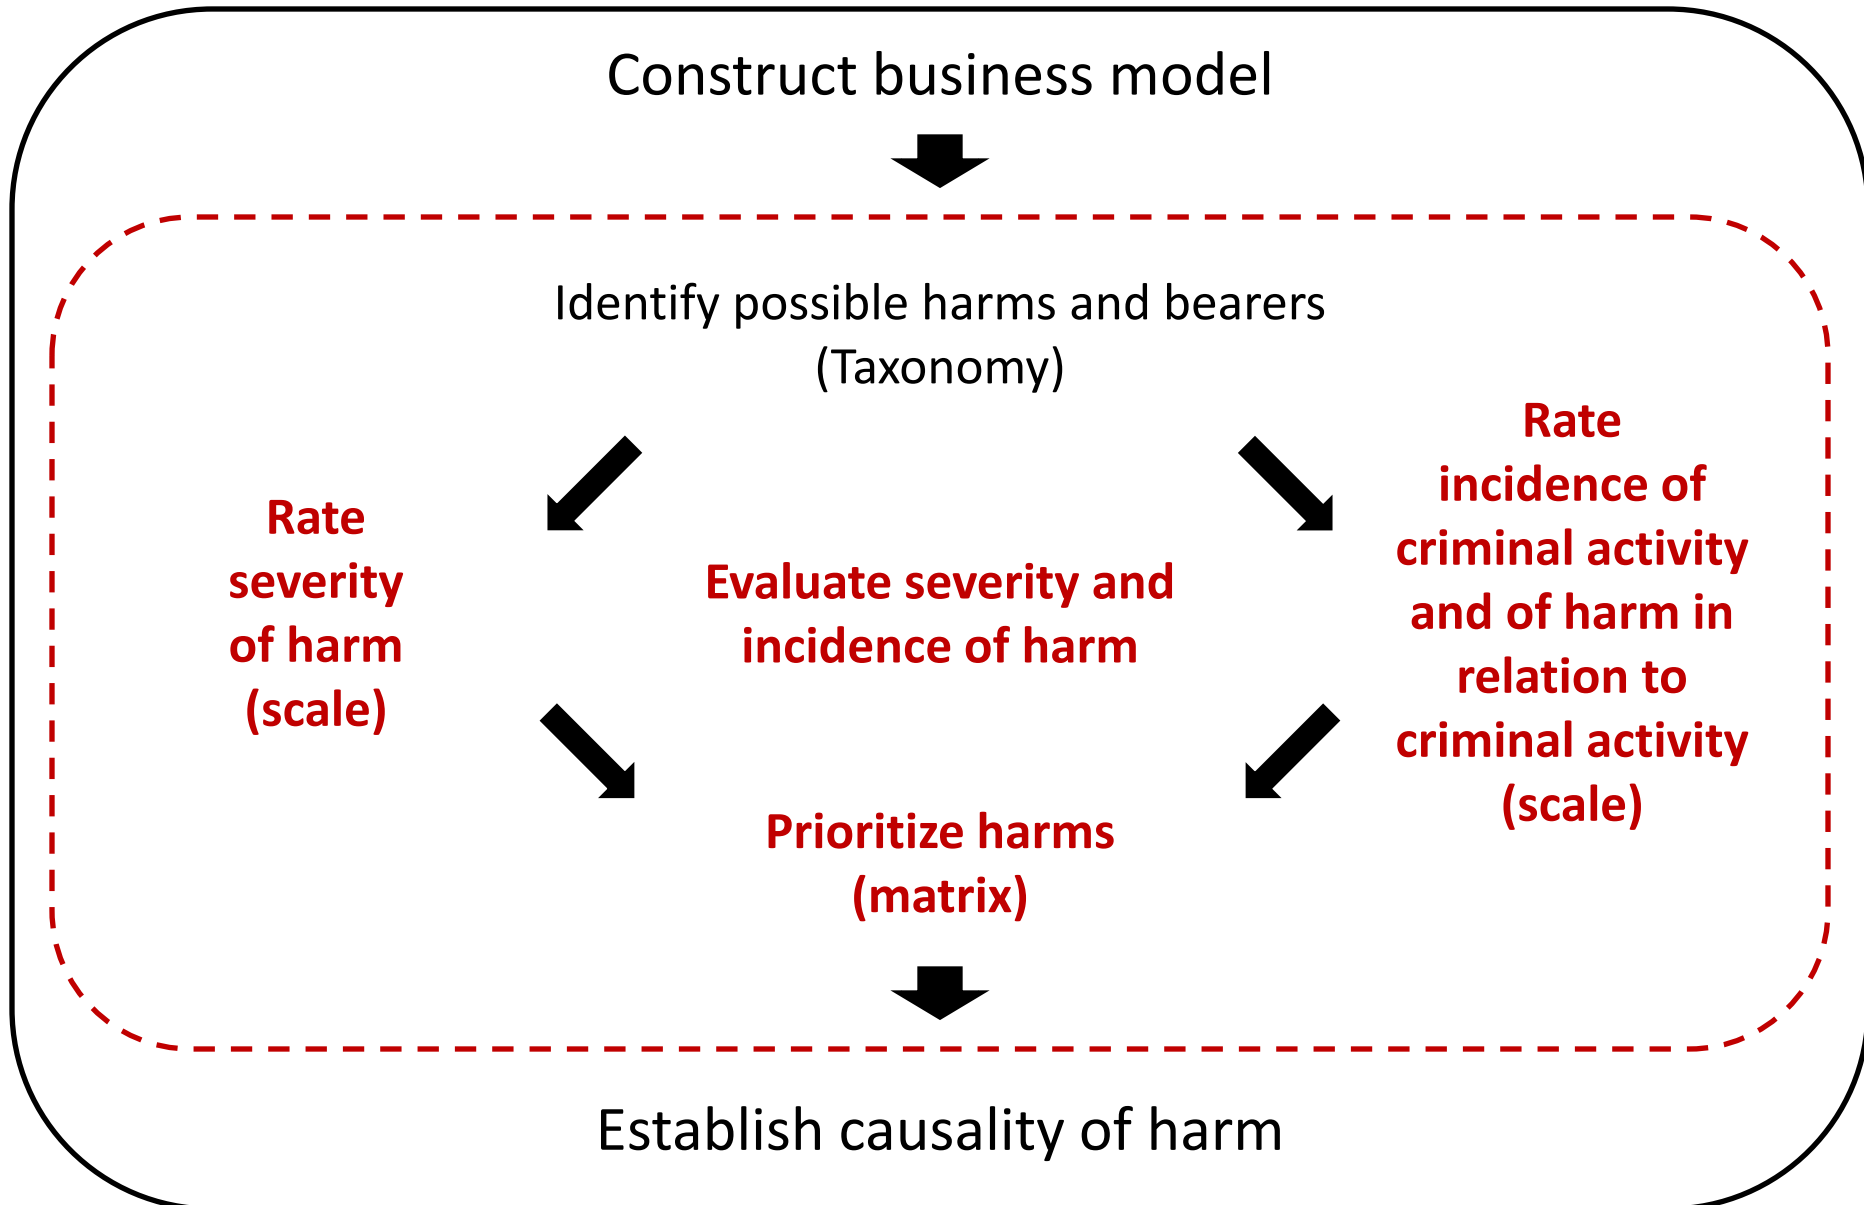 Construct business model
Identify possible harms and bearers
(Taxonomy)
Rate
severity
of harm
(scale)
Evaluate severity and
incidence of harm
Rate
incidence of
criminal activity
and of harm in
relation to
criminal activity
(scale)
Prioritize harms
(matrix)
Establish causality of harm